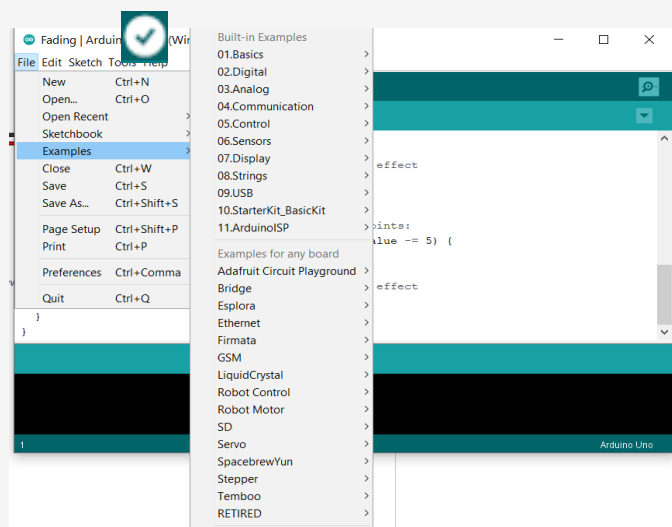 Fading | Arduin
(Win
File Edit Sketch Tools Help
New Ctrl+N
Open... Ctrl+O
Open Recent
Sketchbook
Examples
Close Ctrl+W
Save Ctrl+S
Save As... Ctrl+Shift+S
Page Setup Ctrl+Shift+P
Print Ctrl+P
Preferences Ctrl+Comma
Quit Ctrl+Q
}
}
Built-in Examples
01.Basics
02.Digital
03.Analog
04.Communication
05.Control
06.Sensors
07.Display
08.Strings
09.USB
10.StarterKit_BasicKit
11.ArduinoISP
Examples for any board
Adafruit Circuit Playground
Bridge
Esplora
Ethernet
Firmata
GSM
LiquidCrystal
Robot Control
Robot Motor
SD
Servo
SpacebrewYun
Stepper
Temboo
RETIRED
effect
oints:
alue -= 5) {
effect
1
Arduino Uno